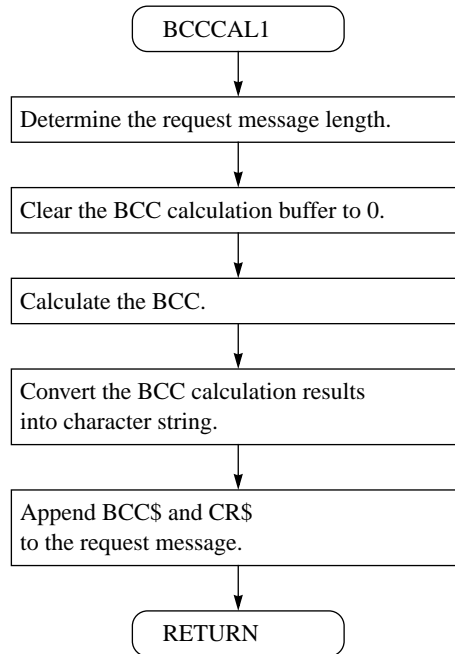 BCCCAL1
Determine the request message length.
Clear the BCC calculation buffer to 0.
Calculate the BCC.
Convert the BCC calculation results
into character string.
Append BCC$ and CR$
to the request message.
RETURN